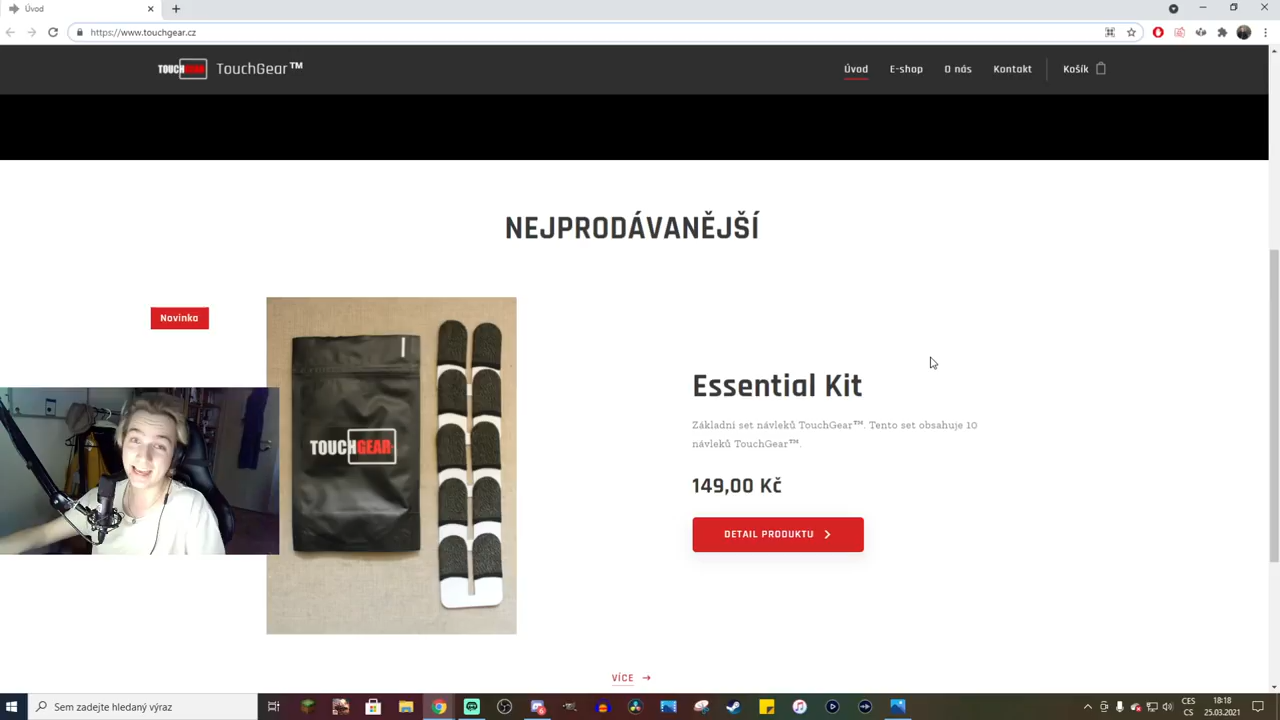 Úvod
https://www.touchgear.cz
TOUCHGEAR TouchGear™
Úvod E-shop O nás Kontakt Košík
NEJPRODÁVANĚJŠÍ
Novinka
TOUCHGEAR
Essential Kit
Základní set návleků TouchGear™. Tento set obsahuje 10
návleků TouchGear™.
149,00 Kč
DETAIL PRODUKTU
VÍCE →
Sem zadejte hledaný výraz
CES
CS
18:18
25.03.2021